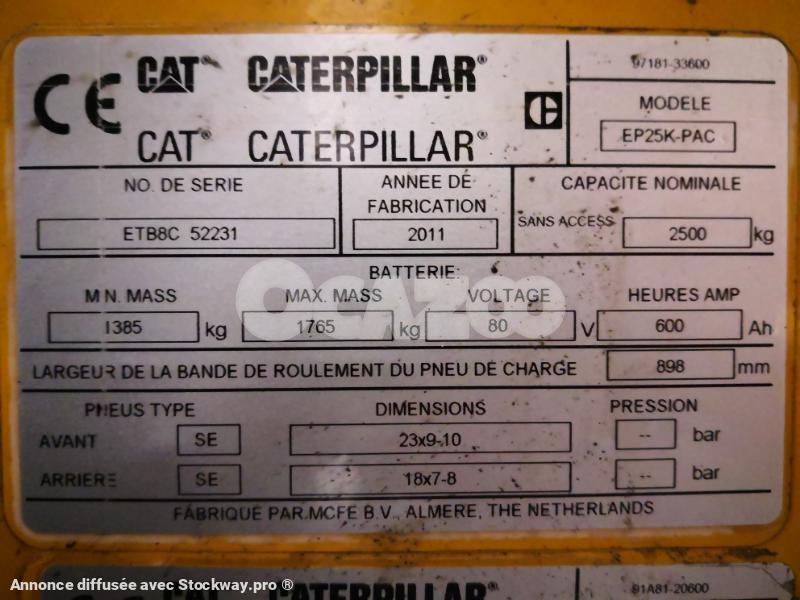 CE CAT® CATERPILLAR®
CAT® CATERPILLAR®
97181-33600
MODELE
EP25K-PAC
NO. DE SERIE
ETB8C 52231
ANNEE DE
FABRICATION
2011
CAPACITE NOMINALE
SANS ACCESS 2500 kg
BATTERIE:
MIN. MASS MAX. MASS VOLTAGE HEURES AMP
1385 kg 1765 kg 80 V 600 Ah
OCAZOO
LARGEUR DE LA BANDE DE ROULEMENT DU PNEU DE CHARGE 898 mm
PNEUS TYPE DIMENSIONS PRESSION
AVANT SE 23x9-10 -- bar
ARRIERE SE 18x7-8 -- bar
FABRIQUE PAR.MCFE B.V., ALMERE, THE NETHERLANDS
Annonce diffusée avec Stockway.pro ®
CATERPILLAR®
91A81-20600